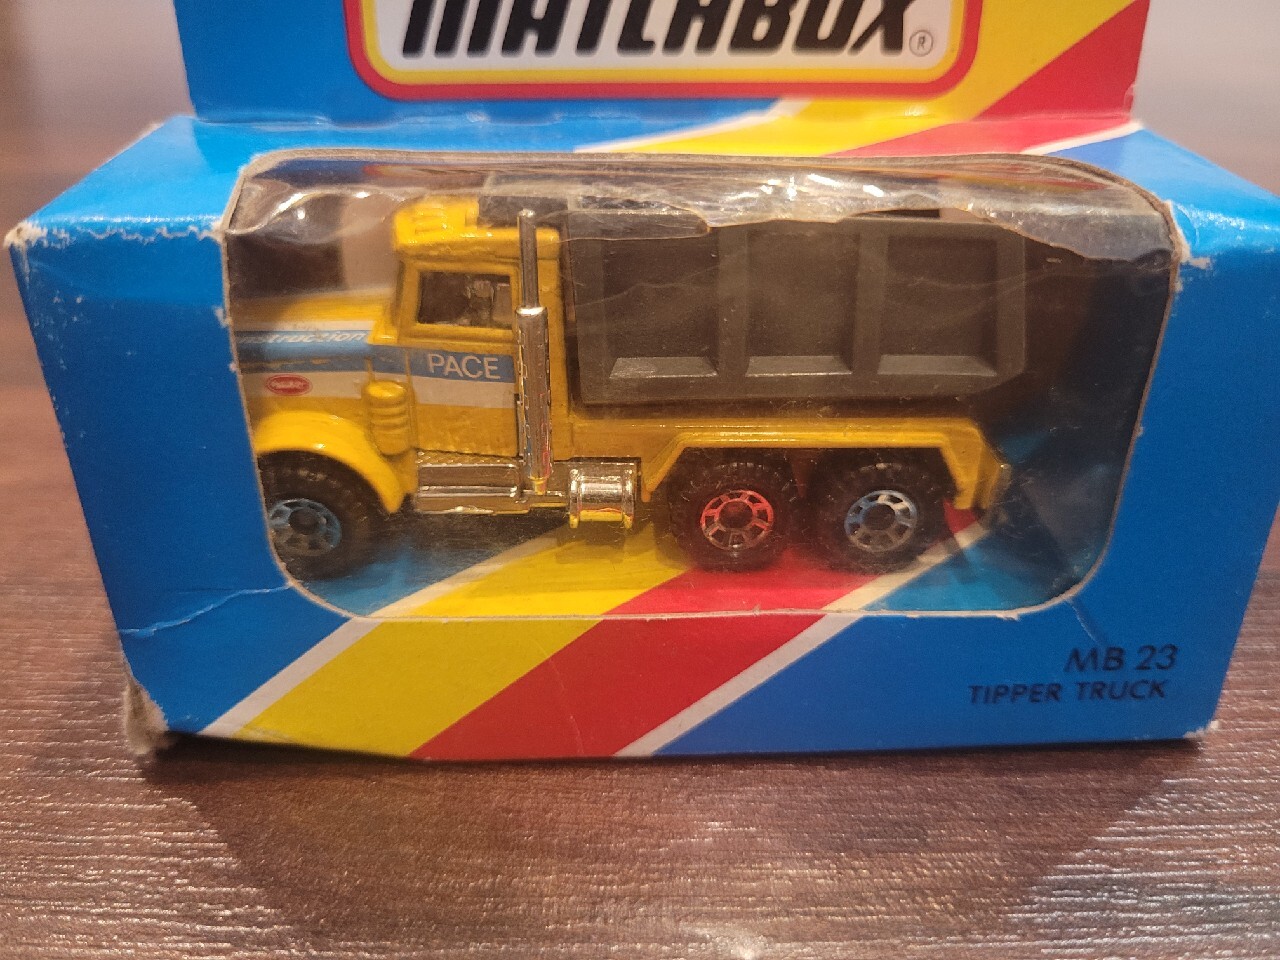 MATCHBOX®
PACE
MB 23
TIPPER TRUCK